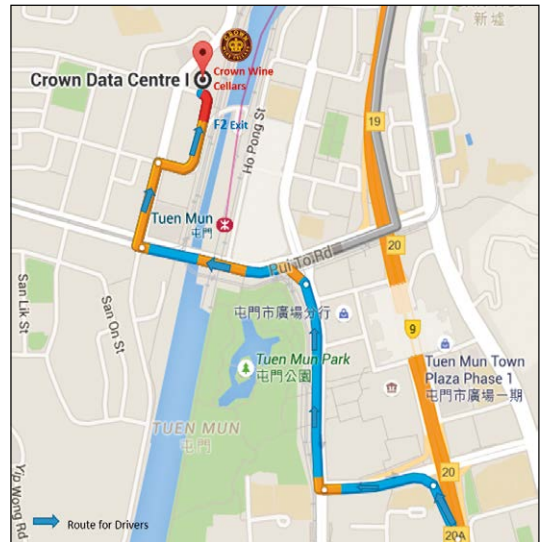 新墟
CROWN
Crown Data Centre I
Crown Wine
Cellars
F2 Exit
Ho Pong St
19
Tuen Mun
屯門
20
Pui To Rd
San Lik St
San On St
屯門市廣場分行
9
Tuen Mun Park
屯門公園
Tuen Mun Town
Plaza Phase 1
屯門市廣場一期
TUEN MUN
屯門
Yip Wong Rd
20
Route for Drivers
20A